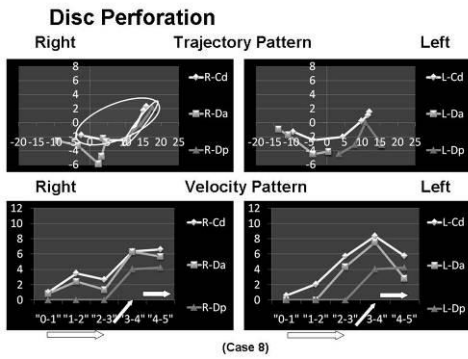 Disc Perforation
Right Trajectory Pattern Left
8
6
4
2
0
-2
-4
-6
-20 -15 -10 -5 0 5 10 15 20 25
R-Cd
R-Da
R-Dp
8
6
4
2
0
-2
-4
-6
-20 -15 -10 -5 0 5 10 15 20 25
L-Cd
L-Da
L-Dp
Right Velocity Pattern Left
12
10
8
6
4
2
0
"0-1" "1-2" "2-3" "3-4" "4-5"
R-Cd
R-Da
R-Dp
12
10
8
6
4
2
0
"0-1" "1-2" "2-3" "3-4" "4-5"
L-Cd
L-Da
L-Dp
(Case 8)